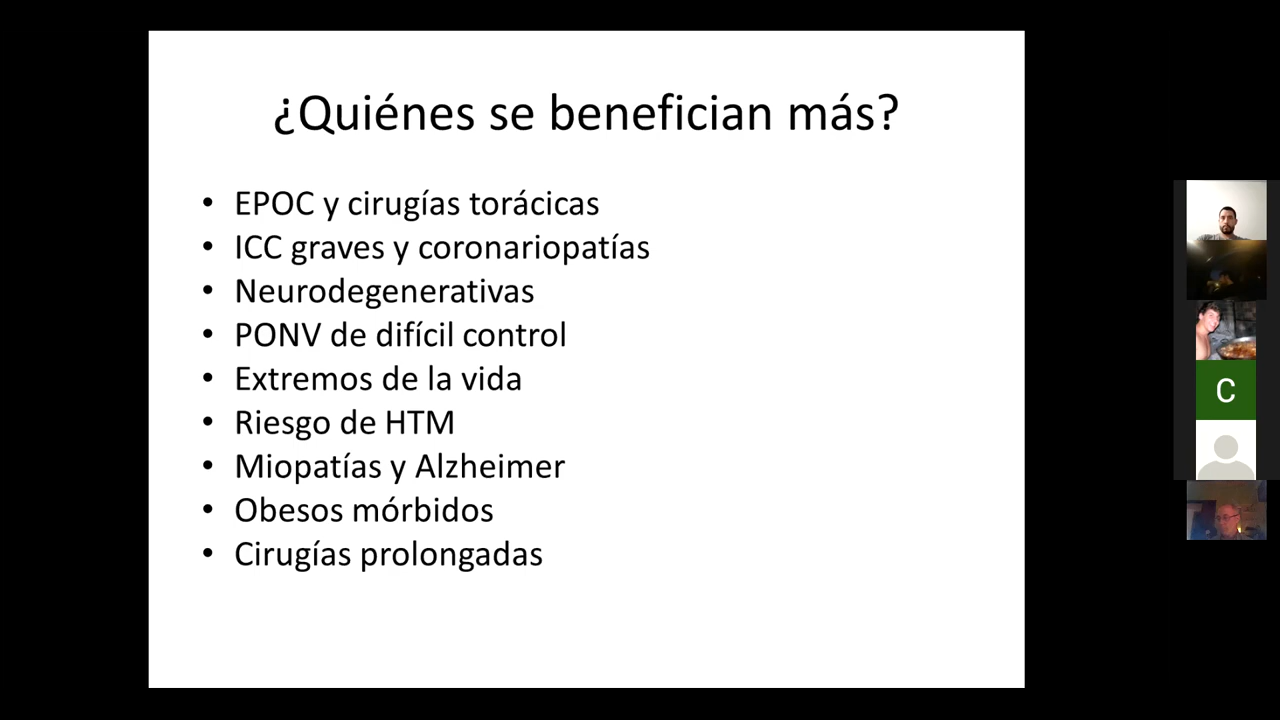 ¿Quiénes se benefician más?
• EPOC y cirugías torácicas
• ICC graves y coronariopatías
• Neurodegenerativas
• PONV de difícil control
• Extremos de la vida
• Riesgo de HTM
• Miopatías y Alzheimer
• Obesos mórbidos
• Cirugías prolongadas
C